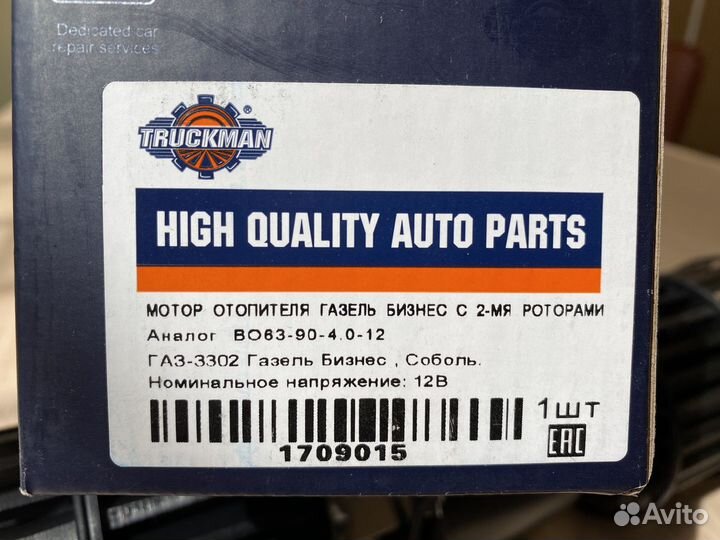 Dedicated car
repair services
TRUCKMAN®
HIGH QUALITY AUTO PARTS
МОТОР ОТОПИТЕЛЯ ГАЗЕЛЬ БИЗНЕС С 2-МЯ РОТОРАМИ
Аналог ВО63-90-4.0-12
ГАЗ-3302 Газель Бизнес , Соболь.
Номинальное напряжение: 12В
1шт
1709015
EAC
Avito